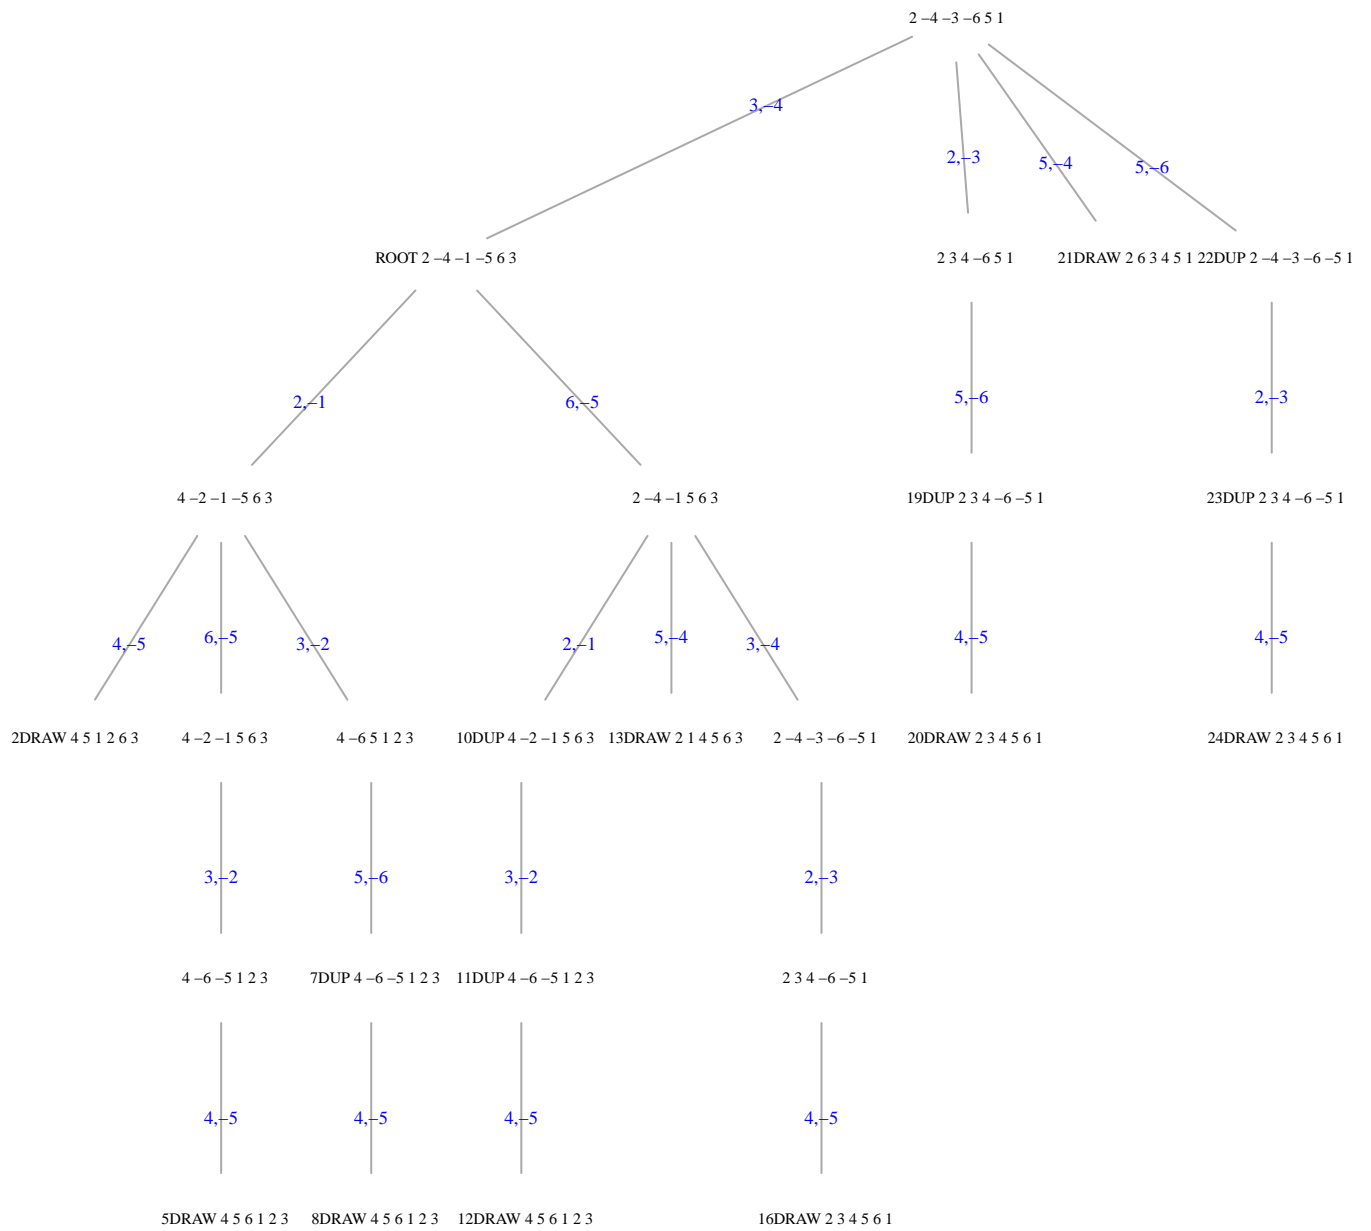 2 –4 –3 –6 5 1
3,–4
2,–3
5,–4
5,–6
ROOT 2 –4 –1 –5 6 3
2 3 4 –6 5 1
21DRAW 2 6 3 4 5 1
22DUP 2 –4 –3 –6 –5 1
2,–1
6,–5
5,–6
2,–3
4 –2 –1 –5 6 3
2 –4 –1 5 6 3
19DUP 2 3 4 –6 –5 1
23DUP 2 3 4 –6 –5 1
4,–5
6,–5
3,–2
2,–1
5,–4
3,–4
4,–5
4,–5
2DRAW 4 5 1 2 6 3
4 –2 –1 5 6 3
4 –6 5 1 2 3
10DUP 4 –2 –1 5 6 3
13DRAW 2 1 4 5 6 3
2 –4 –3 –6 –5 1
20DRAW 2 3 4 5 6 1
24DRAW 2 3 4 5 6 1
3,–2
5,–6
3,–2
2,–3
4 –6 –5 1 2 3
7DUP 4 –6 –5 1 2 3
11DUP 4 –6 –5 1 2 3
2 3 4 –6 –5 1
4,–5
4,–5
4,–5
4,–5
5DRAW 4 5 6 1 2 3
8DRAW 4 5 6 1 2 3
12DRAW 4 5 6 1 2 3
16DRAW 2 3 4 5 6 1